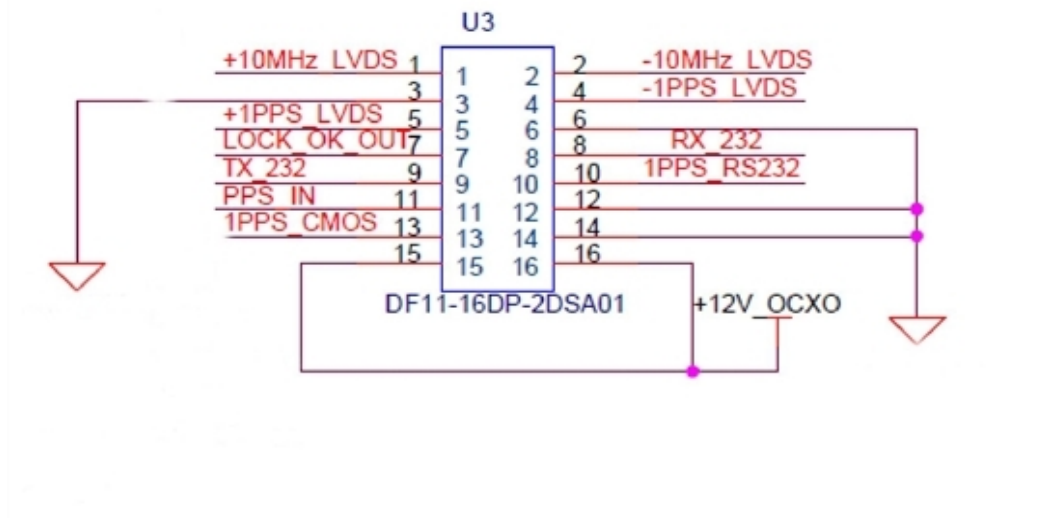 U3
+10MHz_LVDS 1 1 2 2 -10MHz_LVDS
3 3 4 4 -1PPS_LVDS
+1PPS_LVDS 5 5 6 6
LOCK_OK_OUT 7 7 8 8 RX_232
TX_232 9 9 10 10 1PPS_RS232
PPS_IN 11 11 12 12
1PPS_CMOS 13 13 14 14
15 15 16 16
DF11-16DP-2DSA01 +12V_OCXO